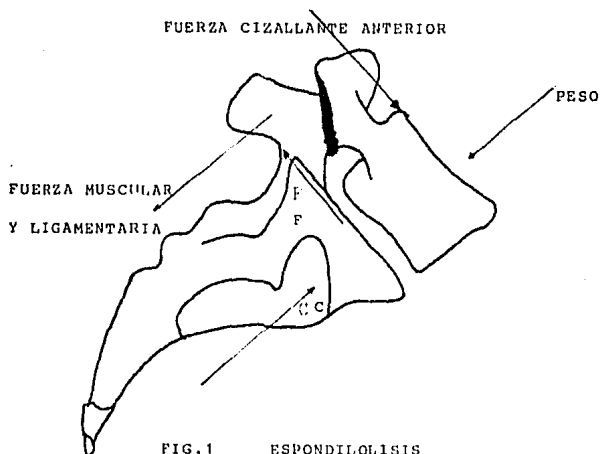 FUERZA CIZALLANTE ANTERIOR
PESO
FUERZA MUSCULAR
Y LIGAMENTARIA
F
F
C
FIG.1 ESPONDILOLISIS